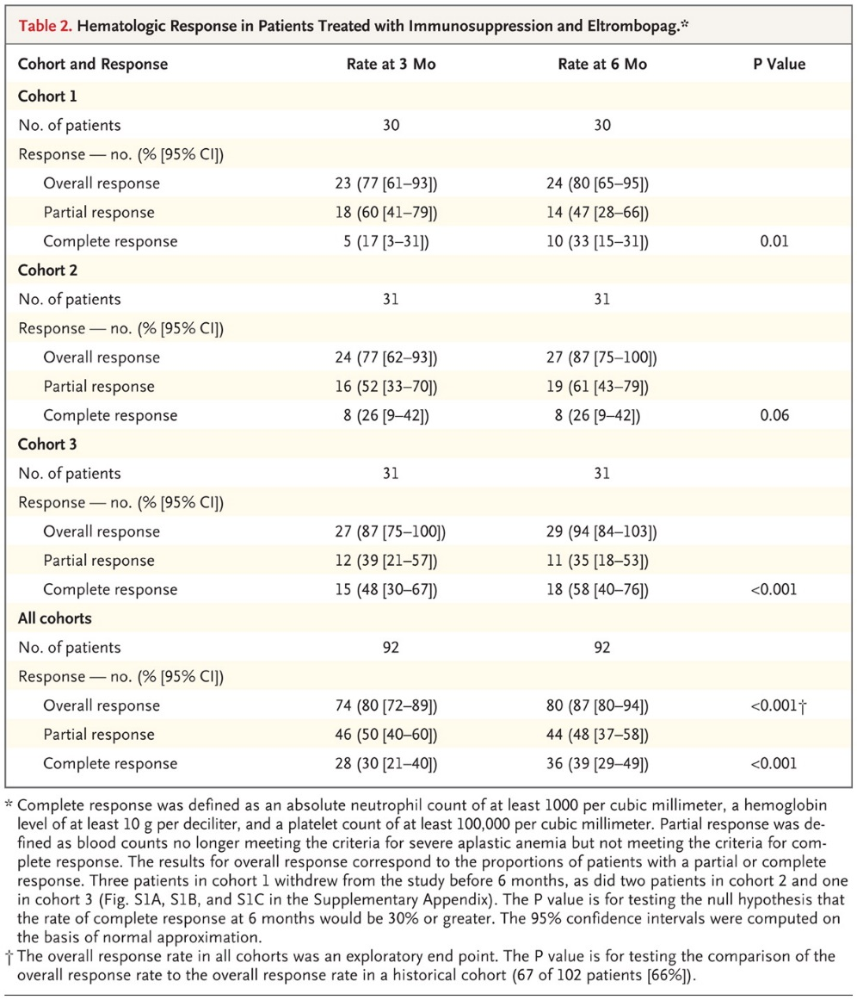 Table 2. Hematologic Response in Patients Treated with Immunosuppression and Eltrombopag.*
Cohort and Response Rate at 3 Mo Rate at 6 Mo P Value
Cohort 1
No. of patients 30 30
Response — no. (% [95% CI])
Overall response 23 (77 [61–93]) 24 (80 [65–95])
Partial response 18 (60 [41–79]) 14 (47 [28–66])
Complete response 5 (17 [3–31]) 10 (33 [15–31]) 0.01
Cohort 2
No. of patients 31 31
Response — no. (% [95% CI])
Overall response 24 (77 [62–93]) 27 (87 [75–100])
Partial response 16 (52 [33–70]) 19 (61 [43–79])
Complete response 8 (26 [9–42]) 8 (26 [9–42]) 0.06
Cohort 3
No. of patients 31 31
Response — no. (% [95% CI])
Overall response 27 (87 [75–100]) 29 (94 [84–103])
Partial response 12 (39 [21–57]) 11 (35 [18–53])
Complete response 15 (48 [30–67]) 18 (58 [40–76]) <0.001
All cohorts
No. of patients 92 92
Response — no. (% [95% CI])
Overall response 74 (80 [72–89]) 80 (87 [80–94]) <0.001†
Partial response 46 (50 [40–60]) 44 (48 [37–58])
Complete response 28 (30 [21–40]) 36 (39 [29–49]) <0.001
* Complete response was defined as an absolute neutrophil count of at least 1000 per cubic millimeter, a hemoglobin
level of at least 10 g per deciliter, and a platelet count of at least 100,000 per cubic millimeter. Partial response was de-
fined as blood counts no longer meeting the criteria for severe aplastic anemia but not meeting the criteria for com-
plete response. The results for overall response correspond to the proportions of patients with a partial or complete
response. Three patients in cohort 1 withdrew from the study before 6 months, as did two patients in cohort 2 and one
in cohort 3 (Fig. S1A, S1B, and S1C in the Supplementary Appendix). The P value is for testing the null hypothesis that
the rate of complete response at 6 months would be 30% or greater. The 95% confidence intervals were computed on
the basis of normal approximation.
† The overall response rate in all cohorts was an exploratory end point. The P value is for testing the comparison of the
overall response rate to the overall response rate in a historical cohort (67 of 102 patients [66%]).